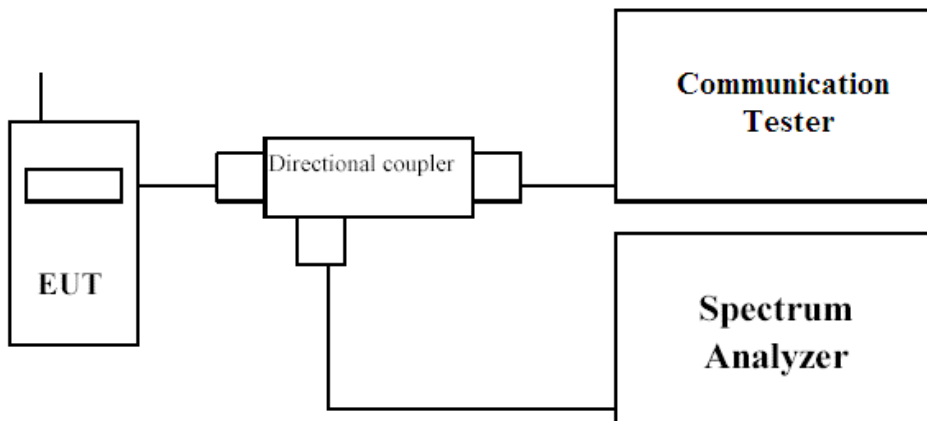 Communication
Tester
Directional coupler
EUT
Spectrum
Analyzer